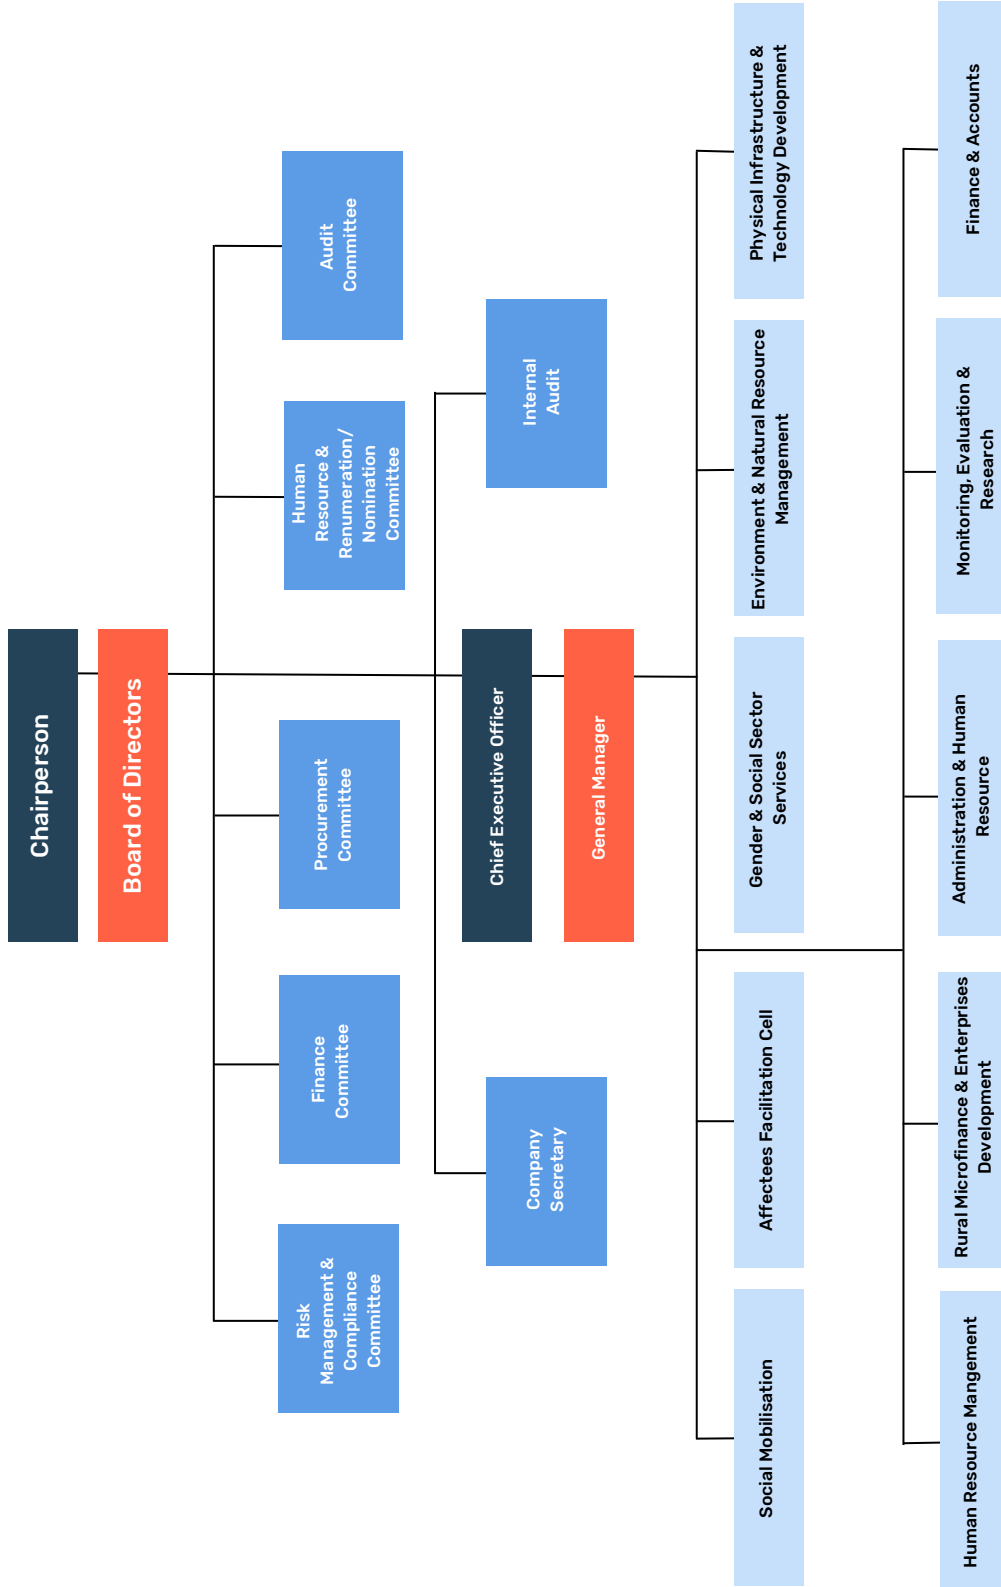 Chairperson
Board of Directors
Risk
Management &
Compliance
Committee
Finance
Committee
Procurement
Committee
Human
Resource &
Renumeration/
Nomination
Committee
Audit
Committee
Company
Secretary
Internal
Audit
Chief Executive Officer
General Manager
Social Mobilisation
Affectees Facilitation Cell
Gender & Social Sector
Services
Environment & Natural Resource
Management
Physical Infrastructure &
Technology Development
Human Resource Mangement
Rural Microfinance & Enterprises
Development
Administration & Human
Resource
Monitoring, Evaluation &
Research
Finance & Accounts